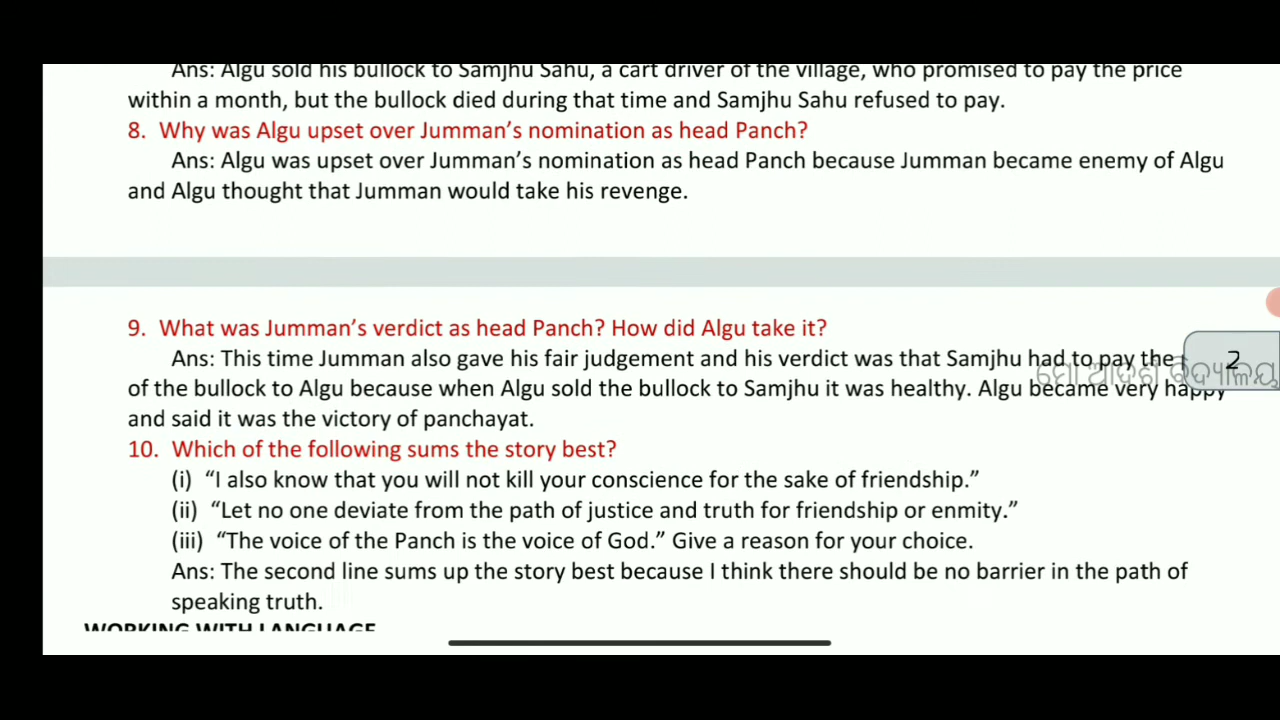 Ans: Algu sold his bullock to Samjhu Sahu, a cart driver of the village, who promised to pay the price
within a month, but the bullock died during that time and Samjhu Sahu refused to pay.
8. Why was Algu upset over Jumman’s nomination as head Panch?
Ans: Algu was upset over Jumman’s nomination as head Panch because Jumman became enemy of Algu
and Algu thought that Jumman would take his revenge.
9. What was Jumman’s verdict as head Panch? How did Algu take it?
Ans: This time Jumman also gave his fair judgement and his verdict was that Samjhu had to pay the
2
of the bullock to Algu because when Algu sold the bullock to Samjhu it was healthy. Algu became very happy
and said it was the victory of panchayat.
10. Which of the following sums the story best?
(i) “I also know that you will not kill your conscience for the sake of friendship.”
(ii) “Let no one deviate from the path of justice and truth for friendship or enmity.”
(iii) “The voice of the Panch is the voice of God.” Give a reason for your choice.
Ans: The second line sums up the story best because I think there should be no barrier in the path of
speaking truth.
WORKING WITH LANGUAGE